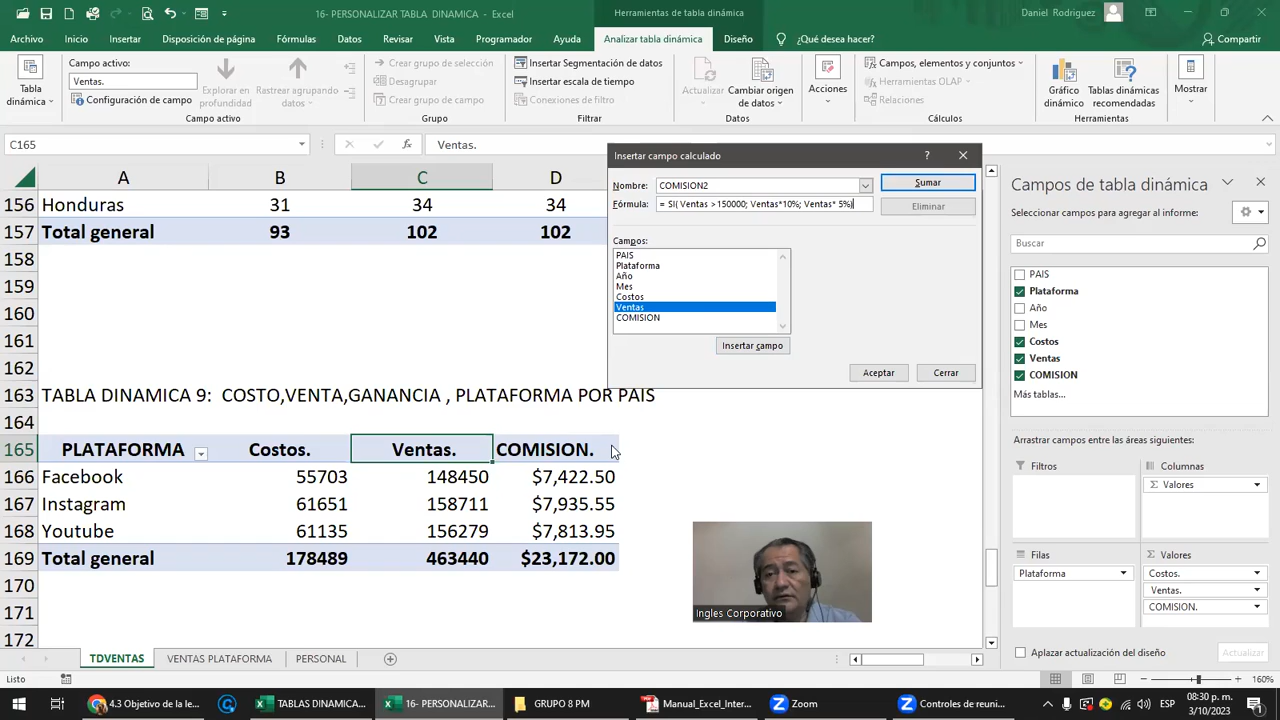 16- PERSONALIZAR TABLA  DINAMICA - Excel
Herramientas de tabla dinámica
Daniel Rodriguez
Archivo Inicio Insertar Disposición de página Fórmulas Datos Revisar Vista Programador Ayuda Analizar tabla dinámica Diseño ¿Qué desea hacer? Compartir
Tabla dinámica
Campo activo:
Ventas.
Configuración de campo
Explorar en profundidad
Rastrear agrupando datos
Campo activo
Crear grupo de selección
Desagrupar
Crear grupo de campo
Grupo
Insertar Segmentación de datos
Insertar escala de tiempo
Conexiones de filtro
Filtrar
Actualizar
Cambiar origen de datos
Datos
Acciones
Campos, elementos y conjuntos
Herramientas OLAP
Relaciones
Cálculos
Gráfico dinámico
Tablas dinámicas recomendadas
Herramientas
Mostrar
C165 fx Ventas.
A B C D
156 Honduras 31 34 34
157 Total general 93 102 102
158
159
160
161
162
163 TABLA DINAMICA 9:  COSTO,VENTA,GANANCIA , PLATAFORMA POR PAIS
164
165 PLATAFORMA Costos. Ventas. COMISION.
166 Facebook 55703 148450 $7,422.50
167 Instagram 61651 158711 $7,935.55
168 Youtube 61135 156279 $7,813.95
169 Total general 178489 463440 $23,172.00
170
171
172
Insertar campo calculado ?
Nombre: COMISION2 Sumar
Fórmula: = SI( Ventas >150000; Ventas*10%; Ventas* 5%) Eliminar
Campos:
PAIS
Plataforma
Año
Mes
Costos
Ventas
COMISION
Insertar campo
Aceptar Cerrar
Ingles Corporativo
Campos de tabla dinámica
Seleccionar campos para agregar al informe:
Buscar
PAIS
Plataforma
Año
Mes
Costos
Ventas
COMISION
Más tablas...
Arrastrar campos entre las áreas siguientes:
Filtros
Columnas
Valores
Filas
Plataforma
Valores
Costos.
Ventas.
COMISION.
Aplazar actualización del diseño Actualizar
TDVENTAS VENTAS PLATAFORMA PERSONAL
Listo 160%
4.3 Objetivo de la le... TABLAS DINAMICA... 16- PERSONALIZAR... GRUPO 8 PM Manual_Excel_Inter... Zoom Controles de reuni... ESP
08:30 p. m.
3/10/2023